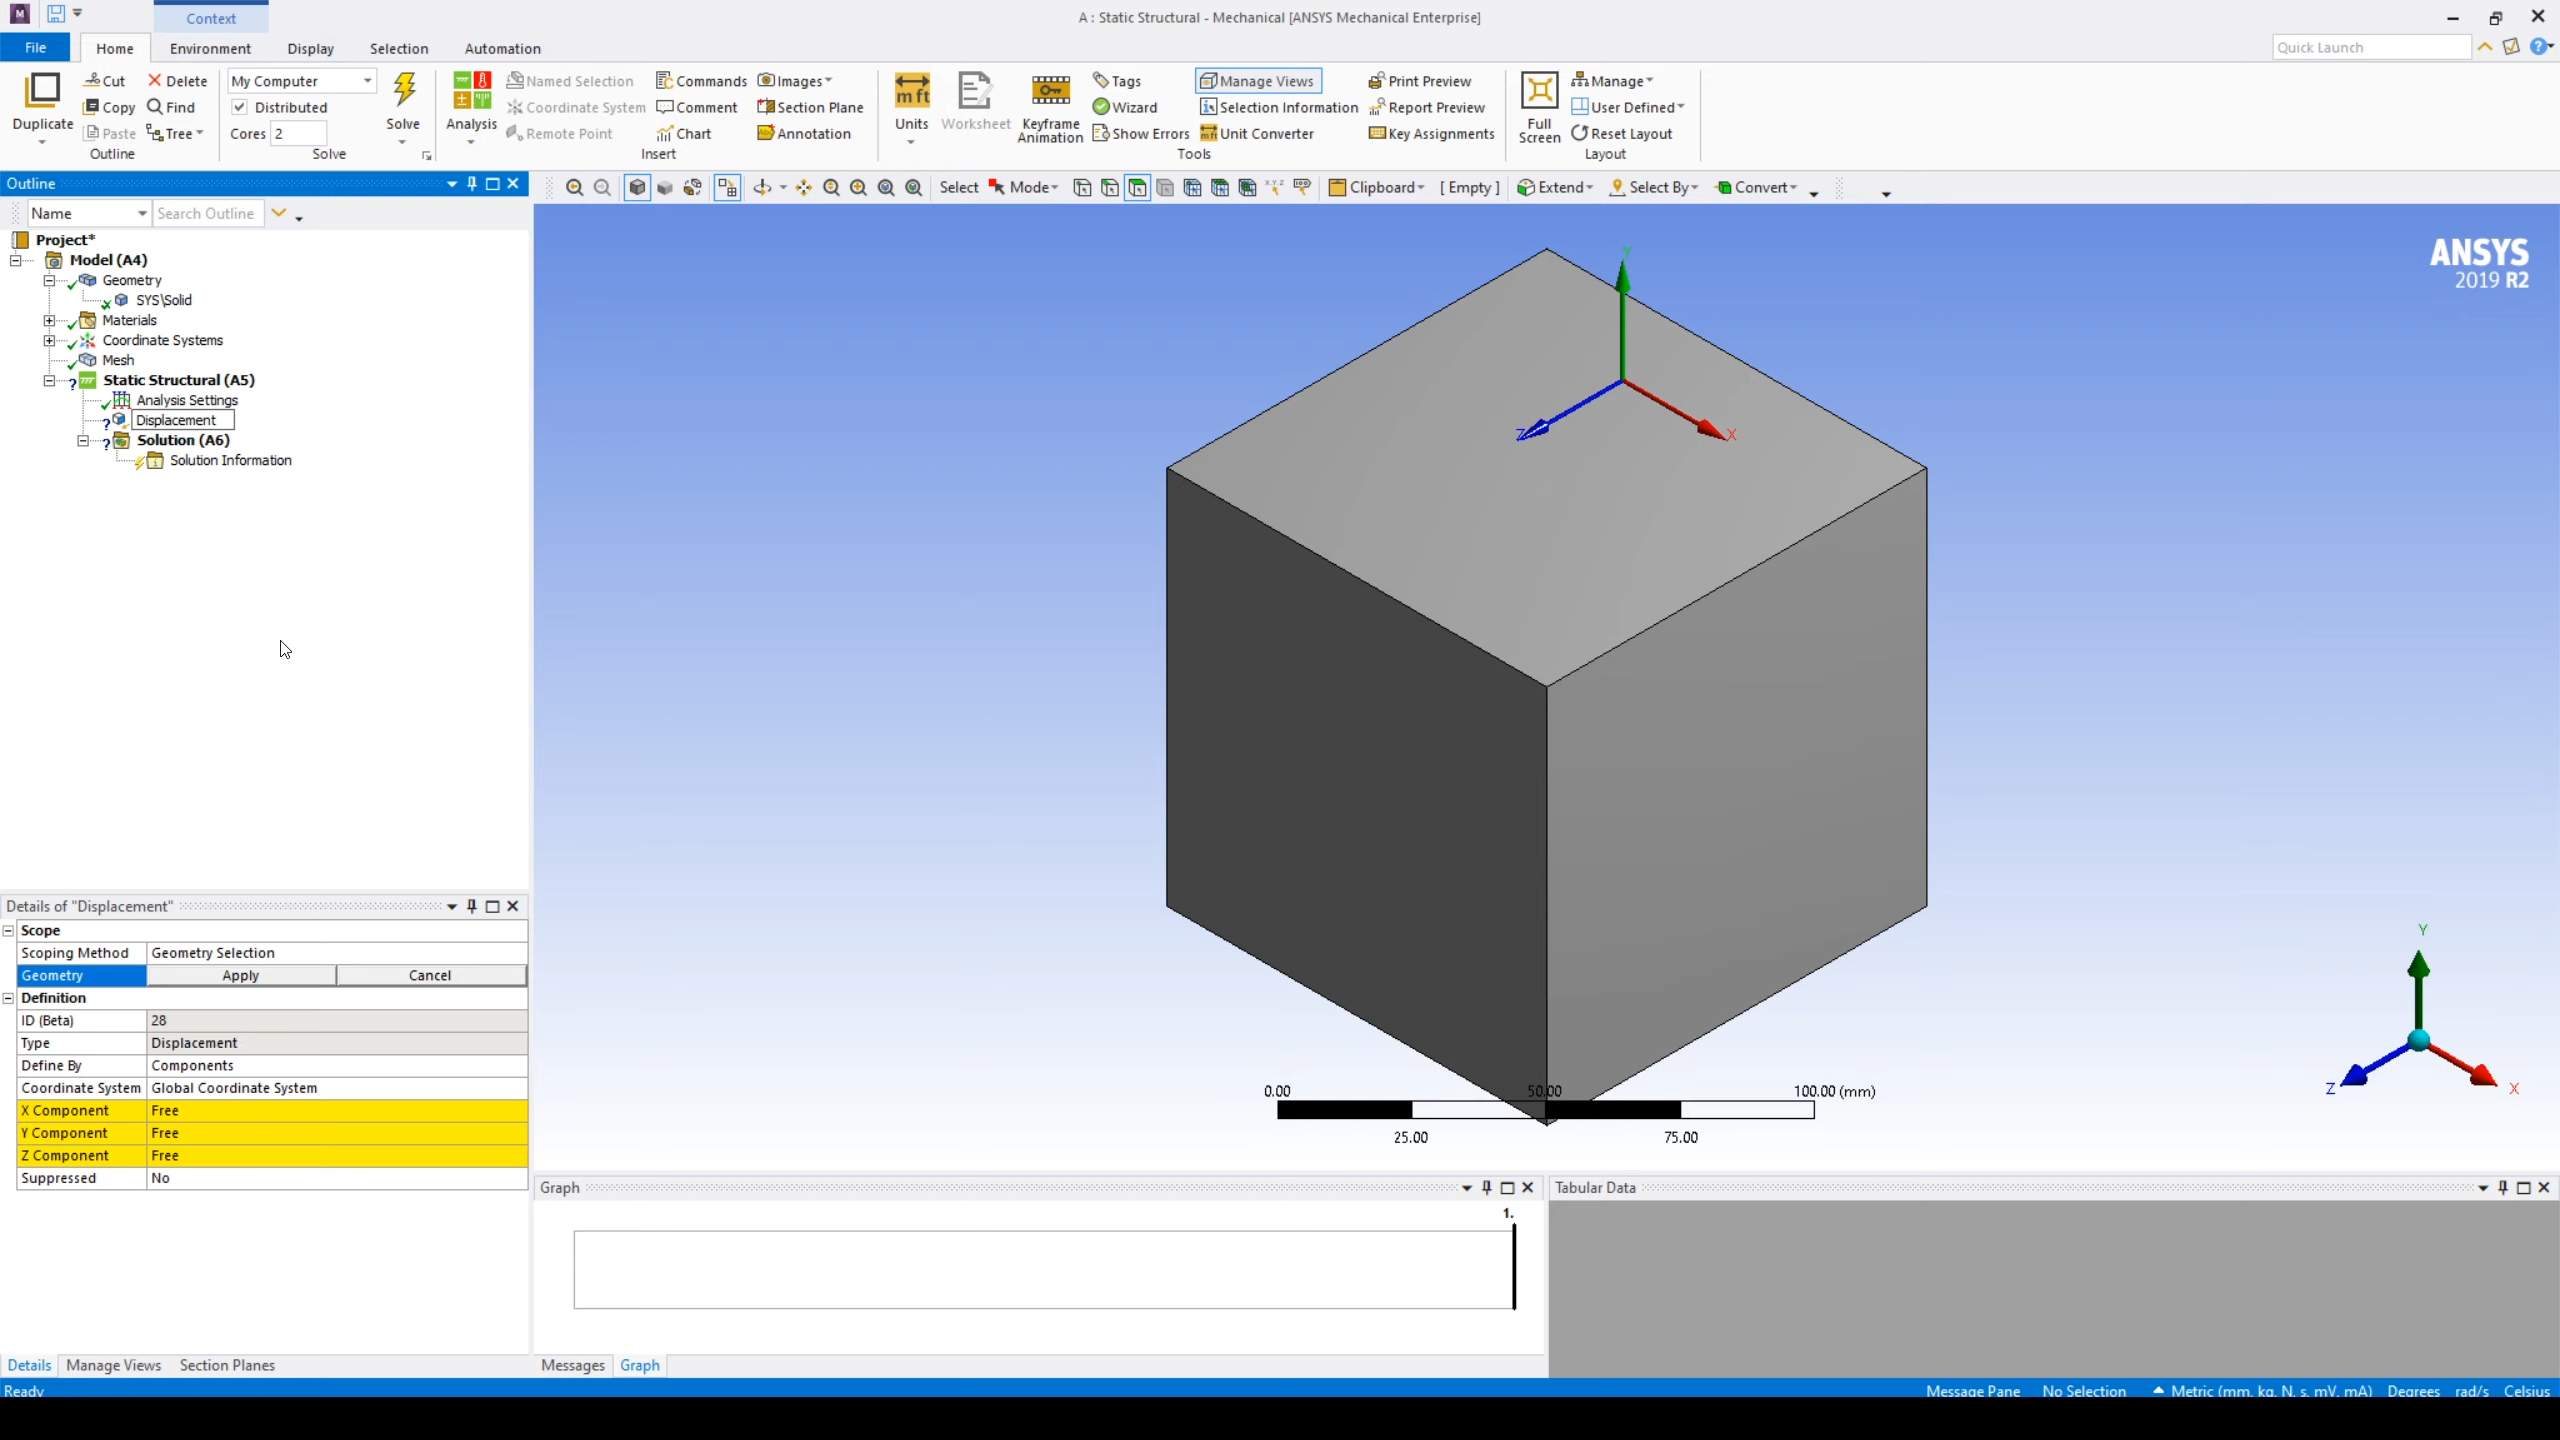 Context
A : Static Structural - Mechanical [ANSYS Mechanical Enterprise]
File Home Environment Display Selection Automation
Quick Launch
Duplicate
Cut
Copy
Paste
Delete
Find
Tree
Outline
My Computer
Distributed
Cores 2
Solve
Solve
Analysis
Named Selection
Coordinate System
Remote Point
Commands
Comment
Chart
Images
Section Plane
Annotation
Insert
m ft
Units
Worksheet
Keyframe
Animation
Tags
Wizard
Show Errors
Manage Views
Selection Information
Unit Converter
Print Preview
Report Preview
Key Assignments
Tools
Full
Screen
Manage
User Defined
Reset Layout
Layout
Outline
Select Mode Clipboard [ Empty ] Extend Select By Convert
Name Search Outline
Project*
Model (A4)
Geometry
SYS\Solid
Materials
Coordinate Systems
Mesh
Static Structural (A5)
Analysis Settings
Displacement
Solution (A6)
Solution Information
ANSYS
2019 R2
Y
Z X
0.00 50.00 100.00 (mm)
25.00 75.00
Y
Z X
Details of "Displacement"
Scope
Scoping Method Geometry Selection
Geometry Apply Cancel
Definition
ID (Beta) 28
Type Displacement
Define By Components
Coordinate System Global Coordinate System
X Component Free
Y Component Free
Z Component Free
Suppressed No
Graph
1.
Tabular Data
Details Manage Views Section Planes
Messages Graph
Ready
Message Pane No Selection Metric (mm, kg, N, s, mV, mA) Degrees rad/s Celsius